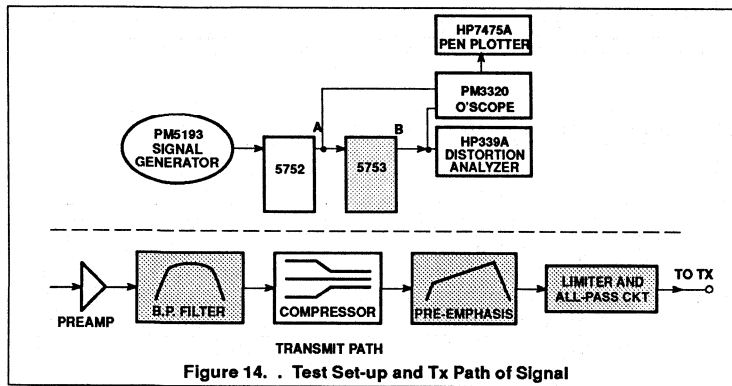 HP7475A
PEN PLOTTER
PM3320
O'SCOPE
A
B
PM5193
SIGNAL
GENERATOR
5752
5753
HP339A
DISTORTION
ANALYZER
PREAMP
B.P. FILTER
COMPRESSOR
PRE-EMPHASIS
LIMITER AND
ALL-PASS CKT
TO TX
TRANSMIT PATH
Figure 14. . Test Set-up and Tx Path of Signal